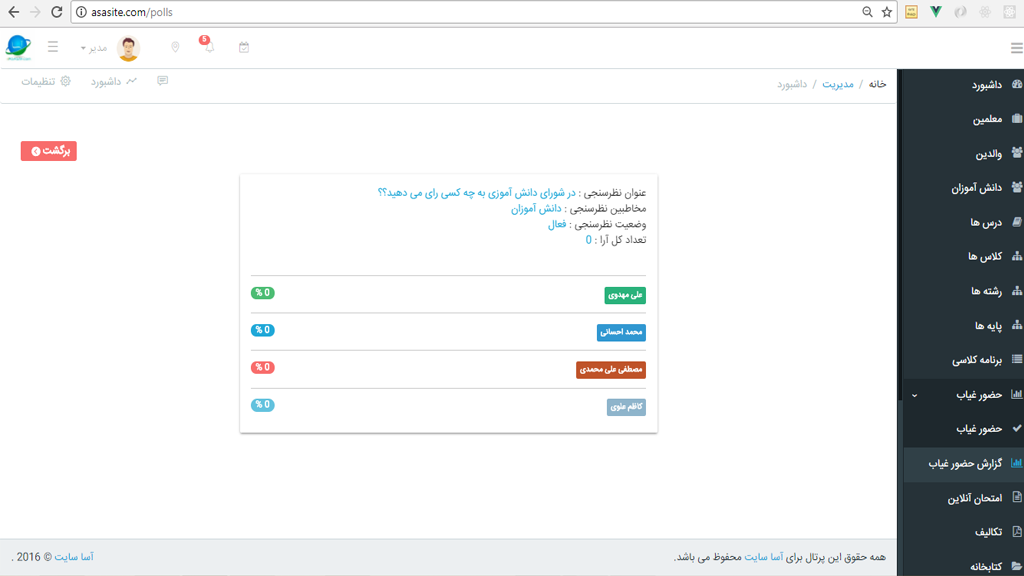 asasite.com/polls
مدیر
5
خانه / مدیریت / داشبورد
داشبورد
تنظیمات
برگشت
عنوان نظرسنجی : در شورای دانش آموزی به چه کسی رای می دهید؟؟
مخاطبین نظرسنجی : دانش آموزان
وضعیت نظرسنجی : فعال
تعداد کل آرا : 0
علی مهدوی
% 0
محمد احسانی
% 0
مصطفی علی محمدی
% 0
کاظم علوی
% 0
داشبورد
معلمین
والدین
دانش آموزان
درس ها
کلاس ها
رشته ها
پایه ها
برنامه کلاسی
حضور غیاب
حضور غیاب
گزارش حضور غیاب
امتحان آنلاین
تکالیف
کتابخانه
همه حقوق این پرتال برای آسا سایت محفوظ می باشد.
آسا سایت © 2016 .